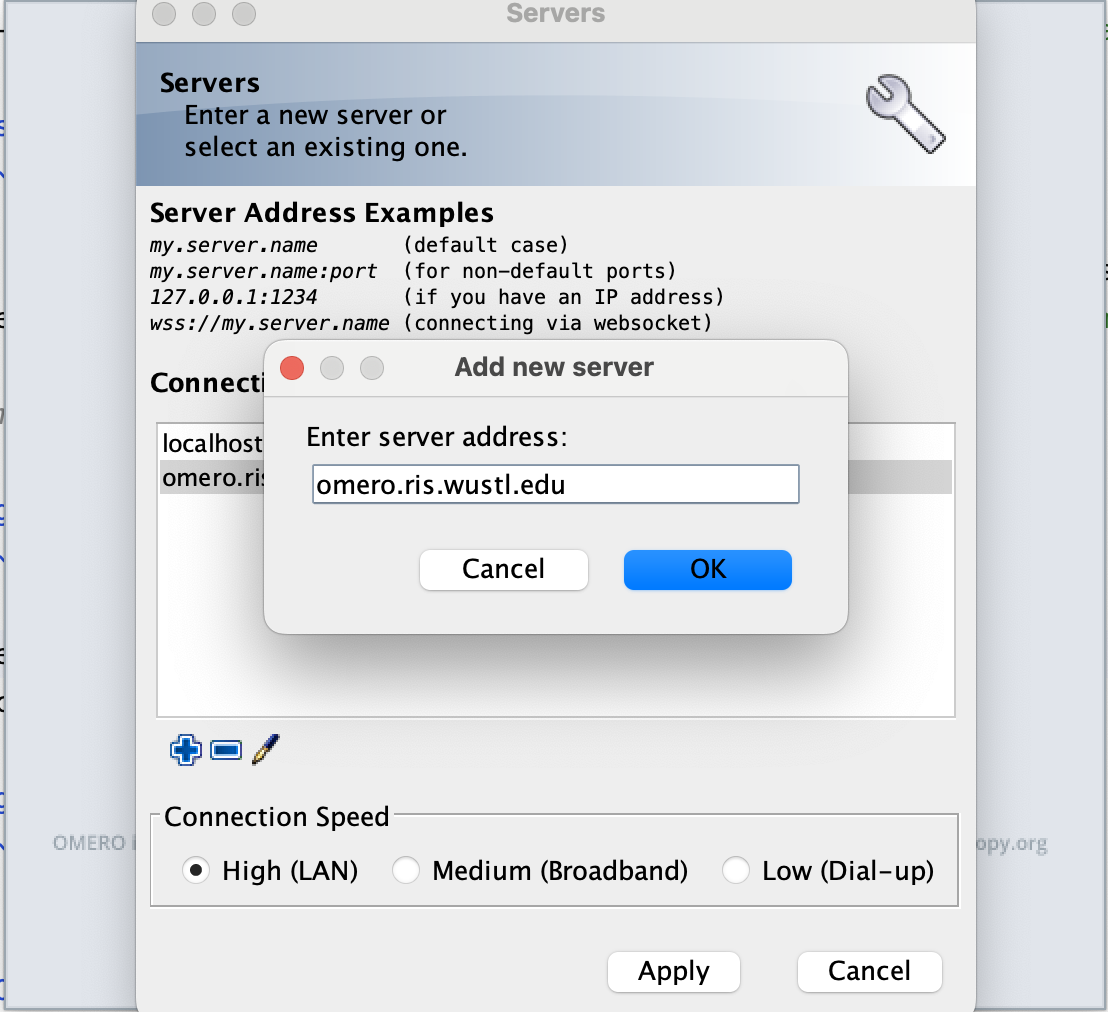 Servers
Servers
Enter a new server or
select an existing one.
Server Address Examples
my.server.name (default case)
my.server.name:port (for non-default ports)
127.0.0.1:1234 (if you have an IP address)
wss://my.server.name (connecting via websocket)
Connecti
Add new server
localhost
omero.ris
Enter server address:
omero.ris.wustl.edu
Cancel OK
Connection Speed
OMERO
opy.org
High (LAN) Medium (Broadband) Low (Dial-up)
Apply Cancel